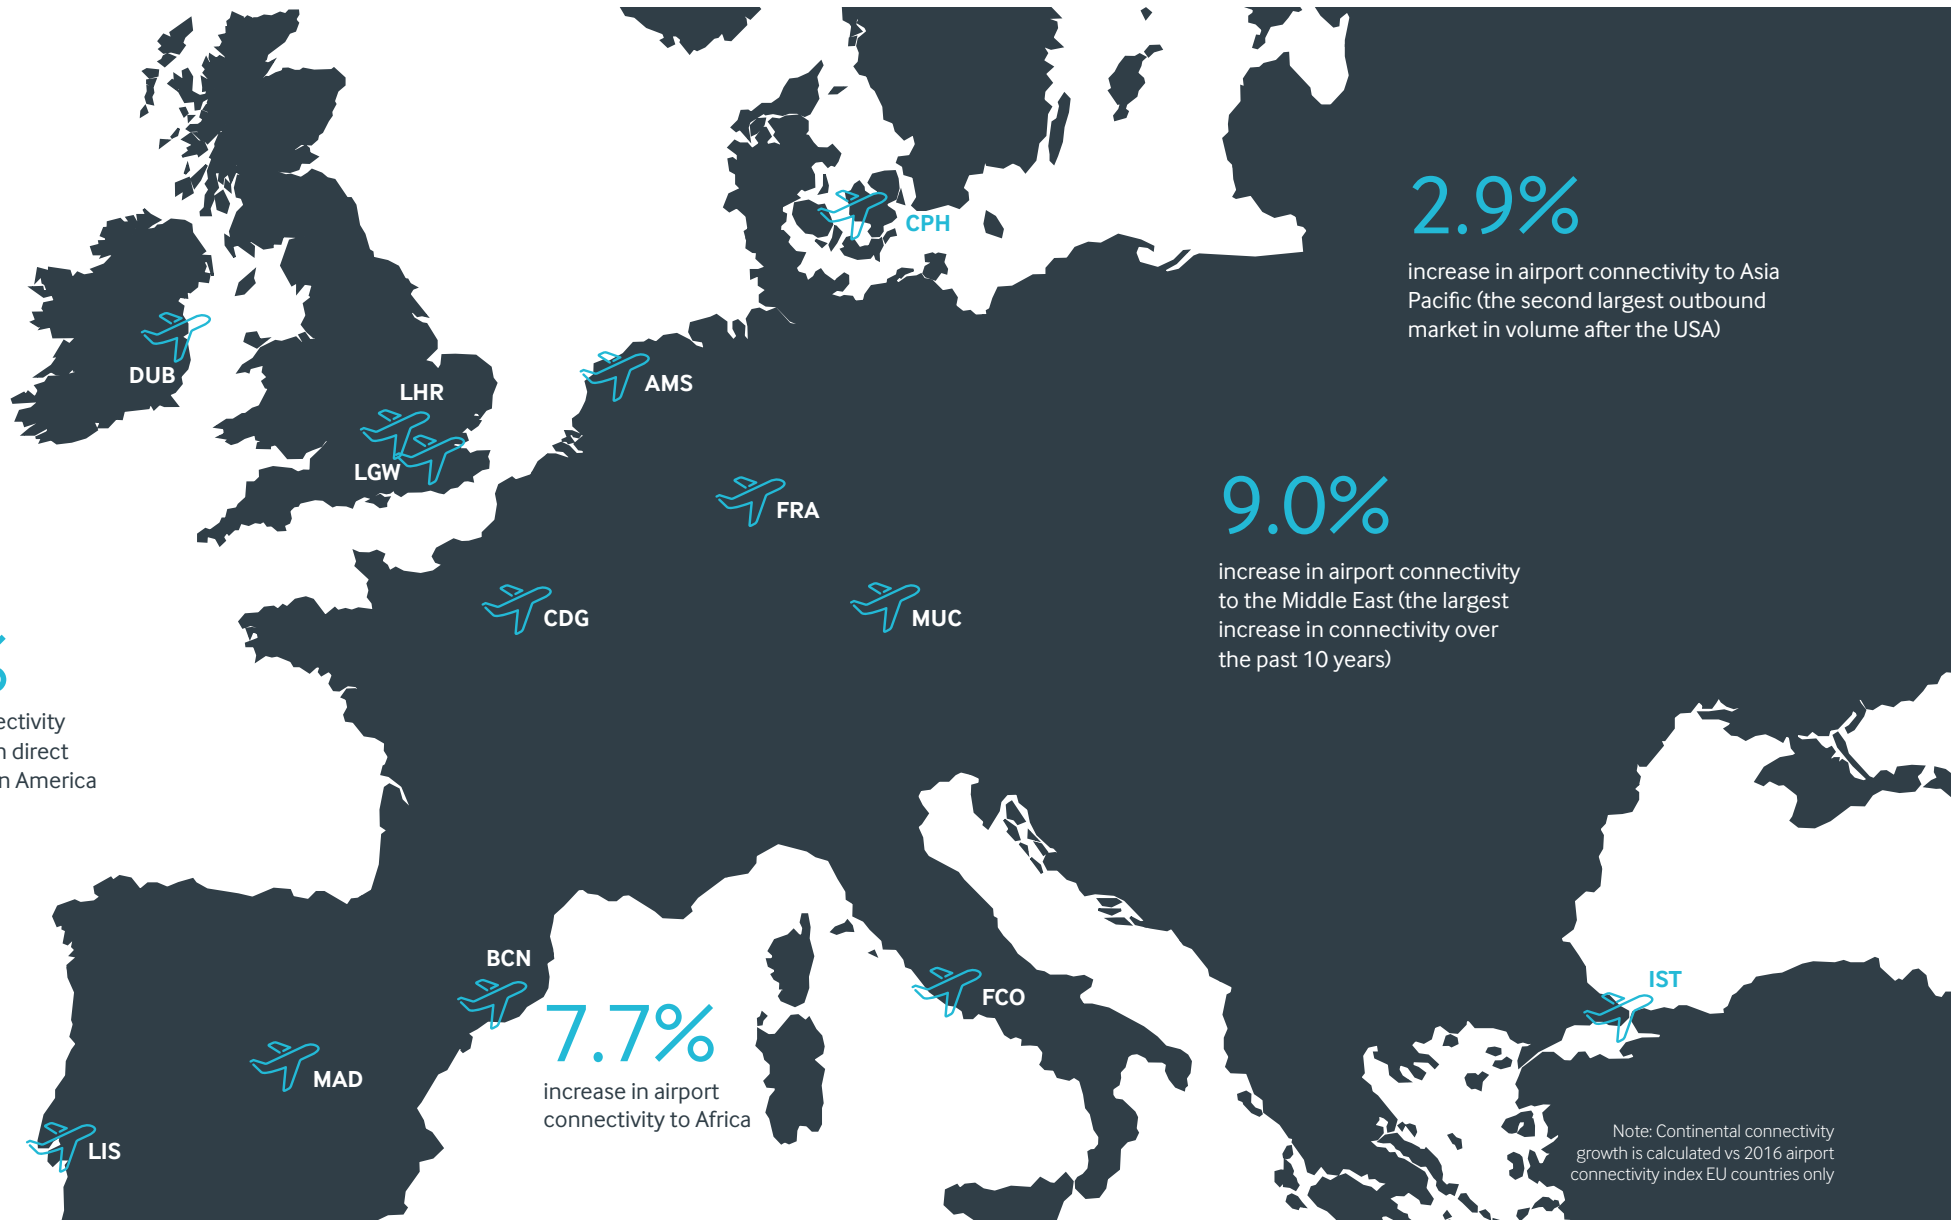 CPH
2.9%
increase in airport connectivity to Asia
Pacific (the second largest outbound
market in volume after the USA)
DUB
LHR
AMS
LGW
FRA
9.0%
increase in airport connectivity
to the Middle East (the largest
increase in connectivity over
the past 10 years)
CDG
MUC
%
direct
America
BCN
FCO
IST
7.7%
increase in airport
connectivity to Africa
MAD
LIS
Note: Continental connectivity
growth is calculated vs 2016 airport
connectivity index EU countries only